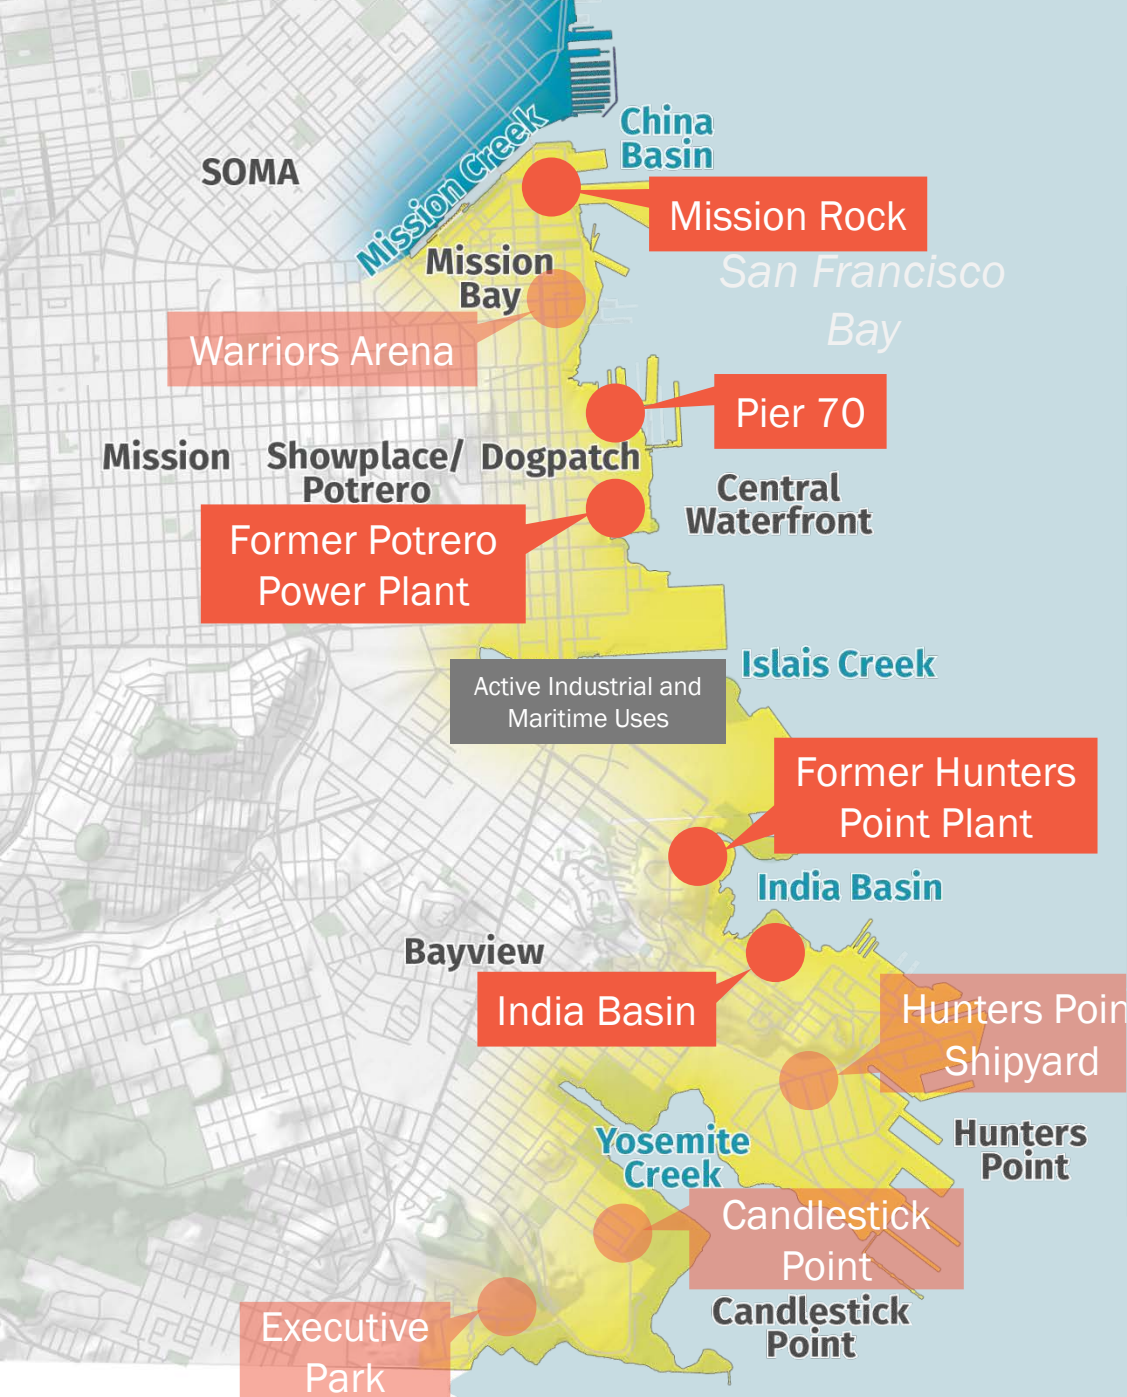 China
Basin
Mission Creek
SOMA
Mission Rock
Mission
Bay
San Francisco
Bay
Warriors Arena
Pier 70
Mission
Showplace/
Potrero
Dogpatch
Central
Waterfront
Former Potrero
Power Plant
Islais Creek
Active Industrial and
Maritime Uses
Former Hunters
Point Plant
India Basin
Bayview
India Basin
Hunters Poin
Shipyard
Hunters
Point
Yosemite
Creek
Candlestick
Point
Candlestick
Point
Executive
Park